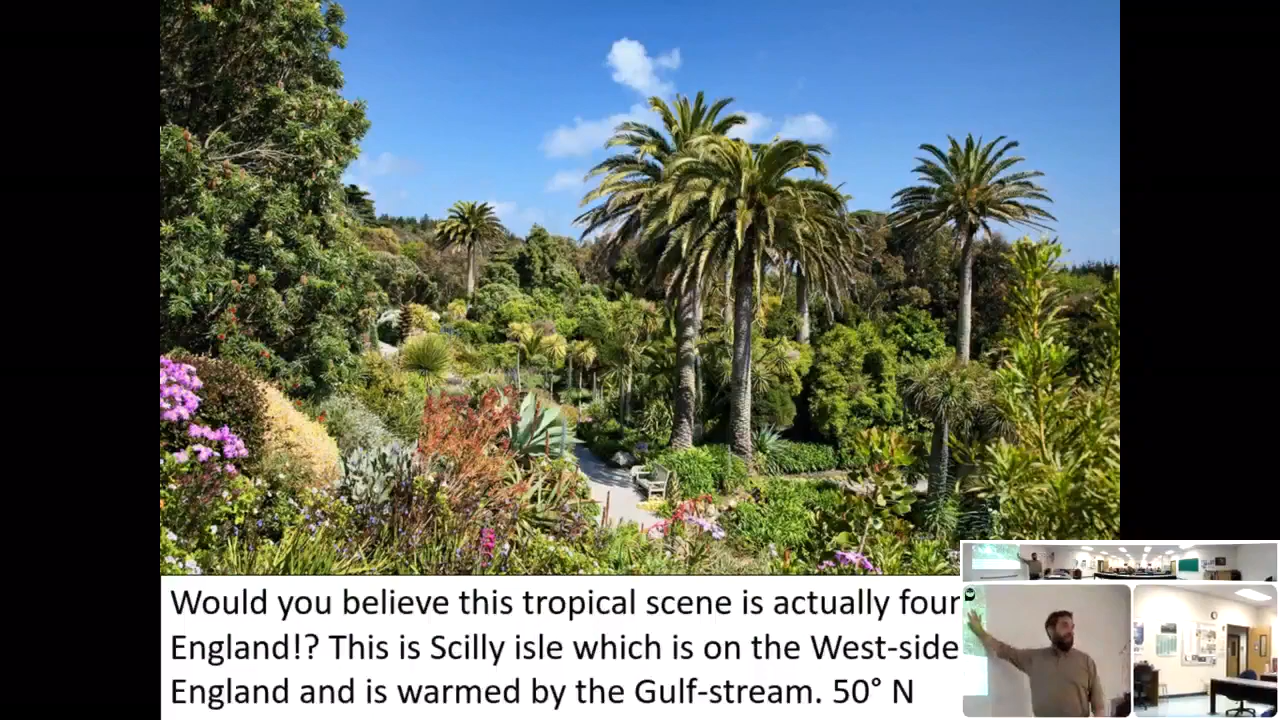 Would you believe this tropical scene is actually four
England!? This is Scilly isle which is on the West-side
England and is warmed by the Gulf-stream. 50° N